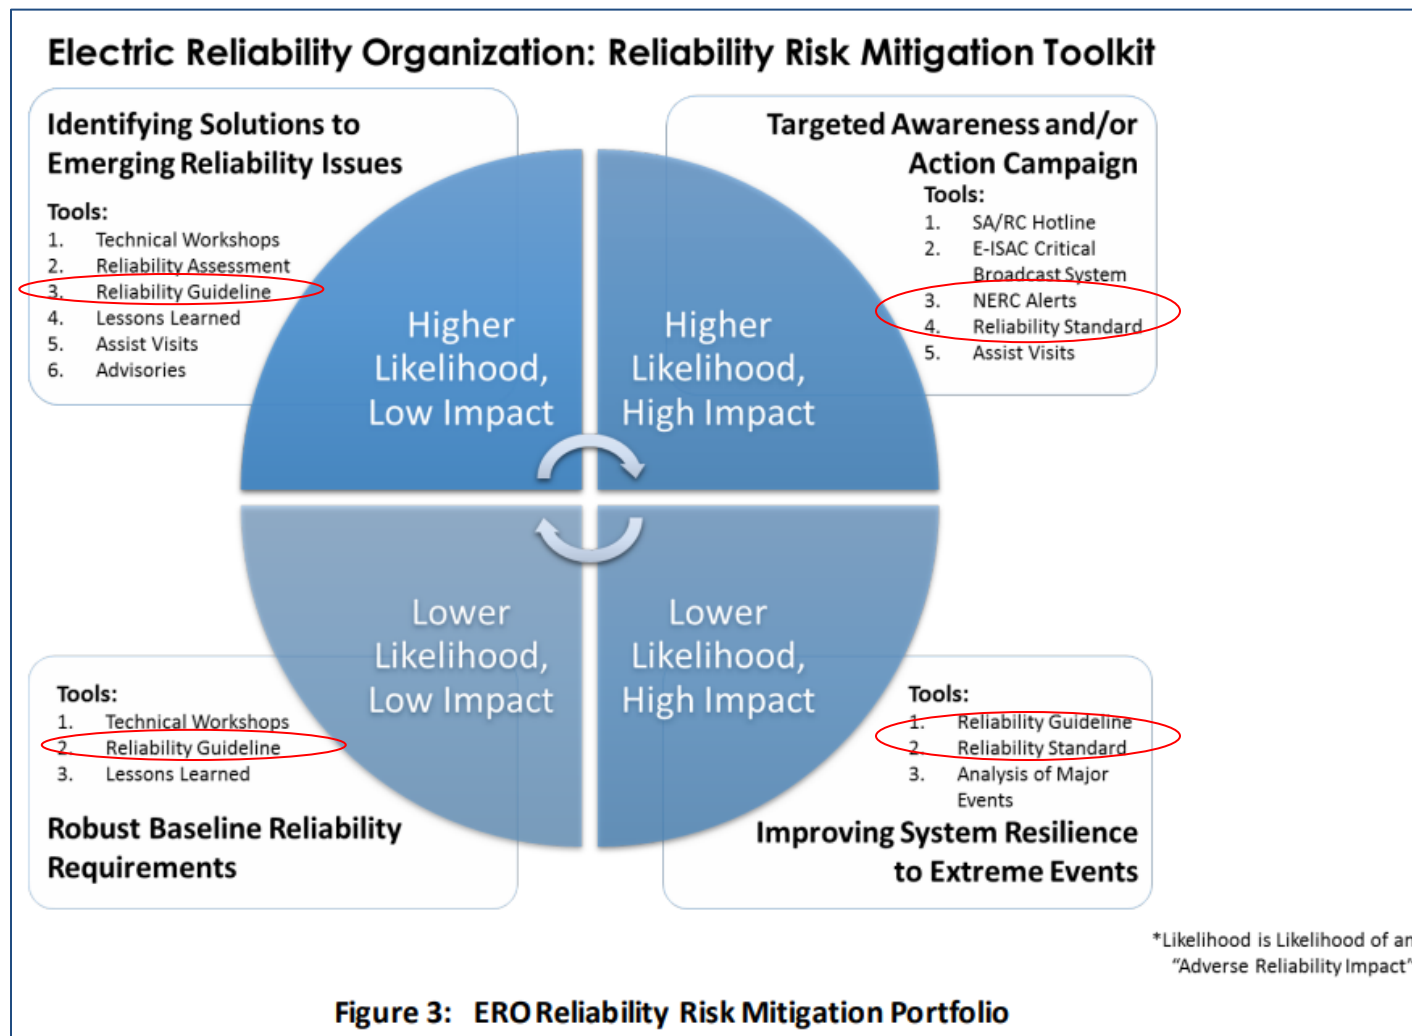 Electric Reliability Organization: Reliability Risk Mitigation Toolkit
Identifying Solutions to
Emerging Reliability Issues
Tools:
1. Technical Workshops
2. Reliability Assessment
3. Reliability Guideline
4. Lessons Learned
5. Assist Visits
6. Advisories
Targeted Awareness and/or
Action Campaign
Tools:
1. SA/RC Hotline
2. E-ISAC Critical
Broadcast System
3. NERC Alerts
4. Reliability Standard
5. Assist Visits
Higher
Likelihood,
Low Impact
Higher
Likelihood,
High Impact
Lower
Likelihood,
Low Impact
Lower
Likelihood,
High Impact
Tools:
1. Technical Workshops
2. Reliability Guideline
3. Lessons Learned
Robust Baseline Reliability
Requirements
Tools:
1. Reliability Guideline
2. Reliability Standard
3. Analysis of Major
Events
Improving System Resilience
to Extreme Events
*Likelihood is Likelihood of an
“Adverse Reliability Impact”
Figure 3: ERO Reliability Risk Mitigation Portfolio